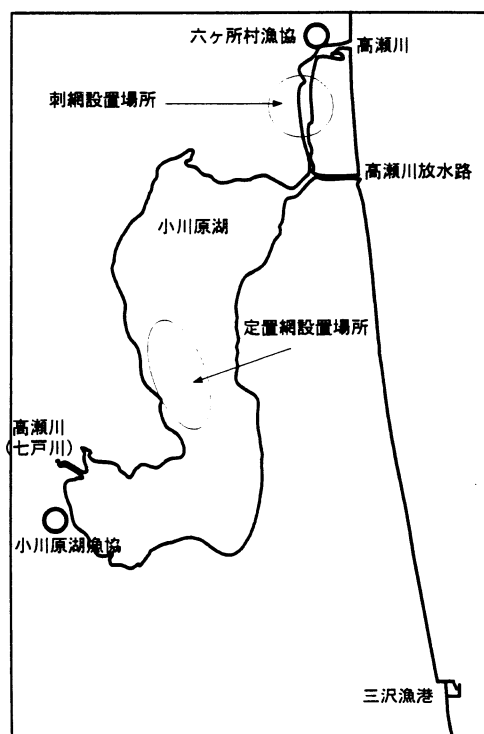 六ヶ所村漁協
高瀬川
刺網設置場所
高瀬川放水路
小川原湖
定置網設置場所
高瀬川
(七戸川)
小川原湖漁協
三沢漁港